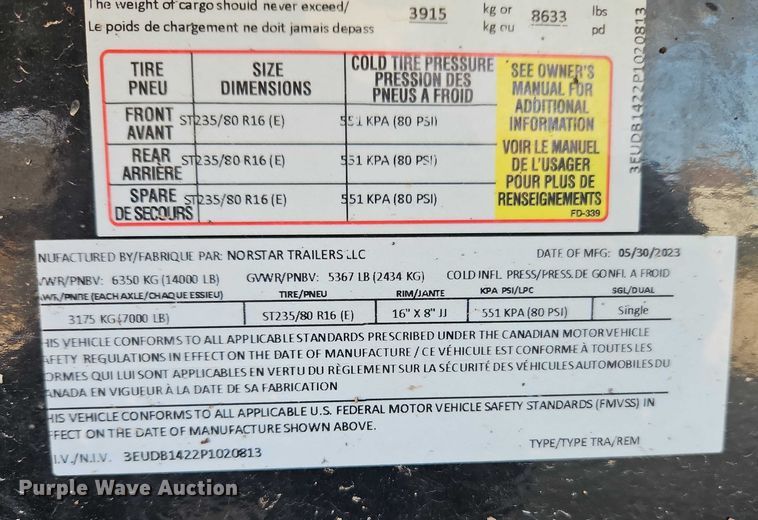 The weight of cargo should never exceed/ 3915 kg or 8633 lbs
Le poids de chargement ne doit jamais depass kg ou pd
TIRE PNEU SIZE DIMENSIONS COLD TIRE PRESSURE PRESSION DES PNEUS A FROID
FRONT AVANT ST235/80 R16 (E) 551 KPA (80 PSI)
REAR ARRIÈRE ST235/80 R16 (E) 551 KPA (80 PSI)
SPARE DE SECOURS ST235/80 R16 (E) 551 KPA (80 PSI)
SEE OWNER'S
MANUAL FOR
ADDITIONAL
INFORMATION
VOIR LE MANUEL
DE L'USAGER
POUR PLUS DE
RENSEIGNEMENTS
FD-339
3EUDB1422P1020813
NUFACTURED BY/FABRIQUE PAR: NORSTAR TRAILERS LLC DATE OF MFG: 05/30/2023
VWR/PNBV: 6350 KG (14000 LB) GVWR/PNBV: 5367 LB (2434 KG) COLD INFL. PRESS/PRESS.DE GONFL. A FROID
AWR/PNBE (EACH AXLE/CHAQUE ESSIEU) TIRE/PNEU RIM/JANTE KPA PSI/LPC SGL/DUAL
3175 KG(7000 LB) ST235/80 R16 (E) 16" X 8" JJ 551 KPA (80 PSI) Single
HIS VEHICLE CONFORMS TO ALL APPLICABLE STANDARDS PRESCRIBED UNDER THE CANADIAN MOTOR VEHICLE
AFETY REGULATIONS IN EFFECT ON THE DATE OF MANUFACTURE / CE VÉHICULE EST CONFORME À TOUTES LES
ORMES QUI LUI SONT APPLICABLES EN VERTU DU RÈGLEMENT SUR LA SÉCURITÉ DES VÉHICULES AUTOMOBILES DU
ANADA EN VIGUEUR À LA DATE DE SA FABRICATION
HIS VEHICLE CONFORMS TO ALL APPLICABLE U.S. FEDERAL MOTOR VEHICLE SAFETY STANDARDS (FMVSS) IN
FFECT ON THE DATE OF MANUFACTURE SHOWN ABOVE.
.I.V./N.I.V. 3EUDB1422P1020813 TYPE/TYPE TRA/REM
Purple Wave Auction